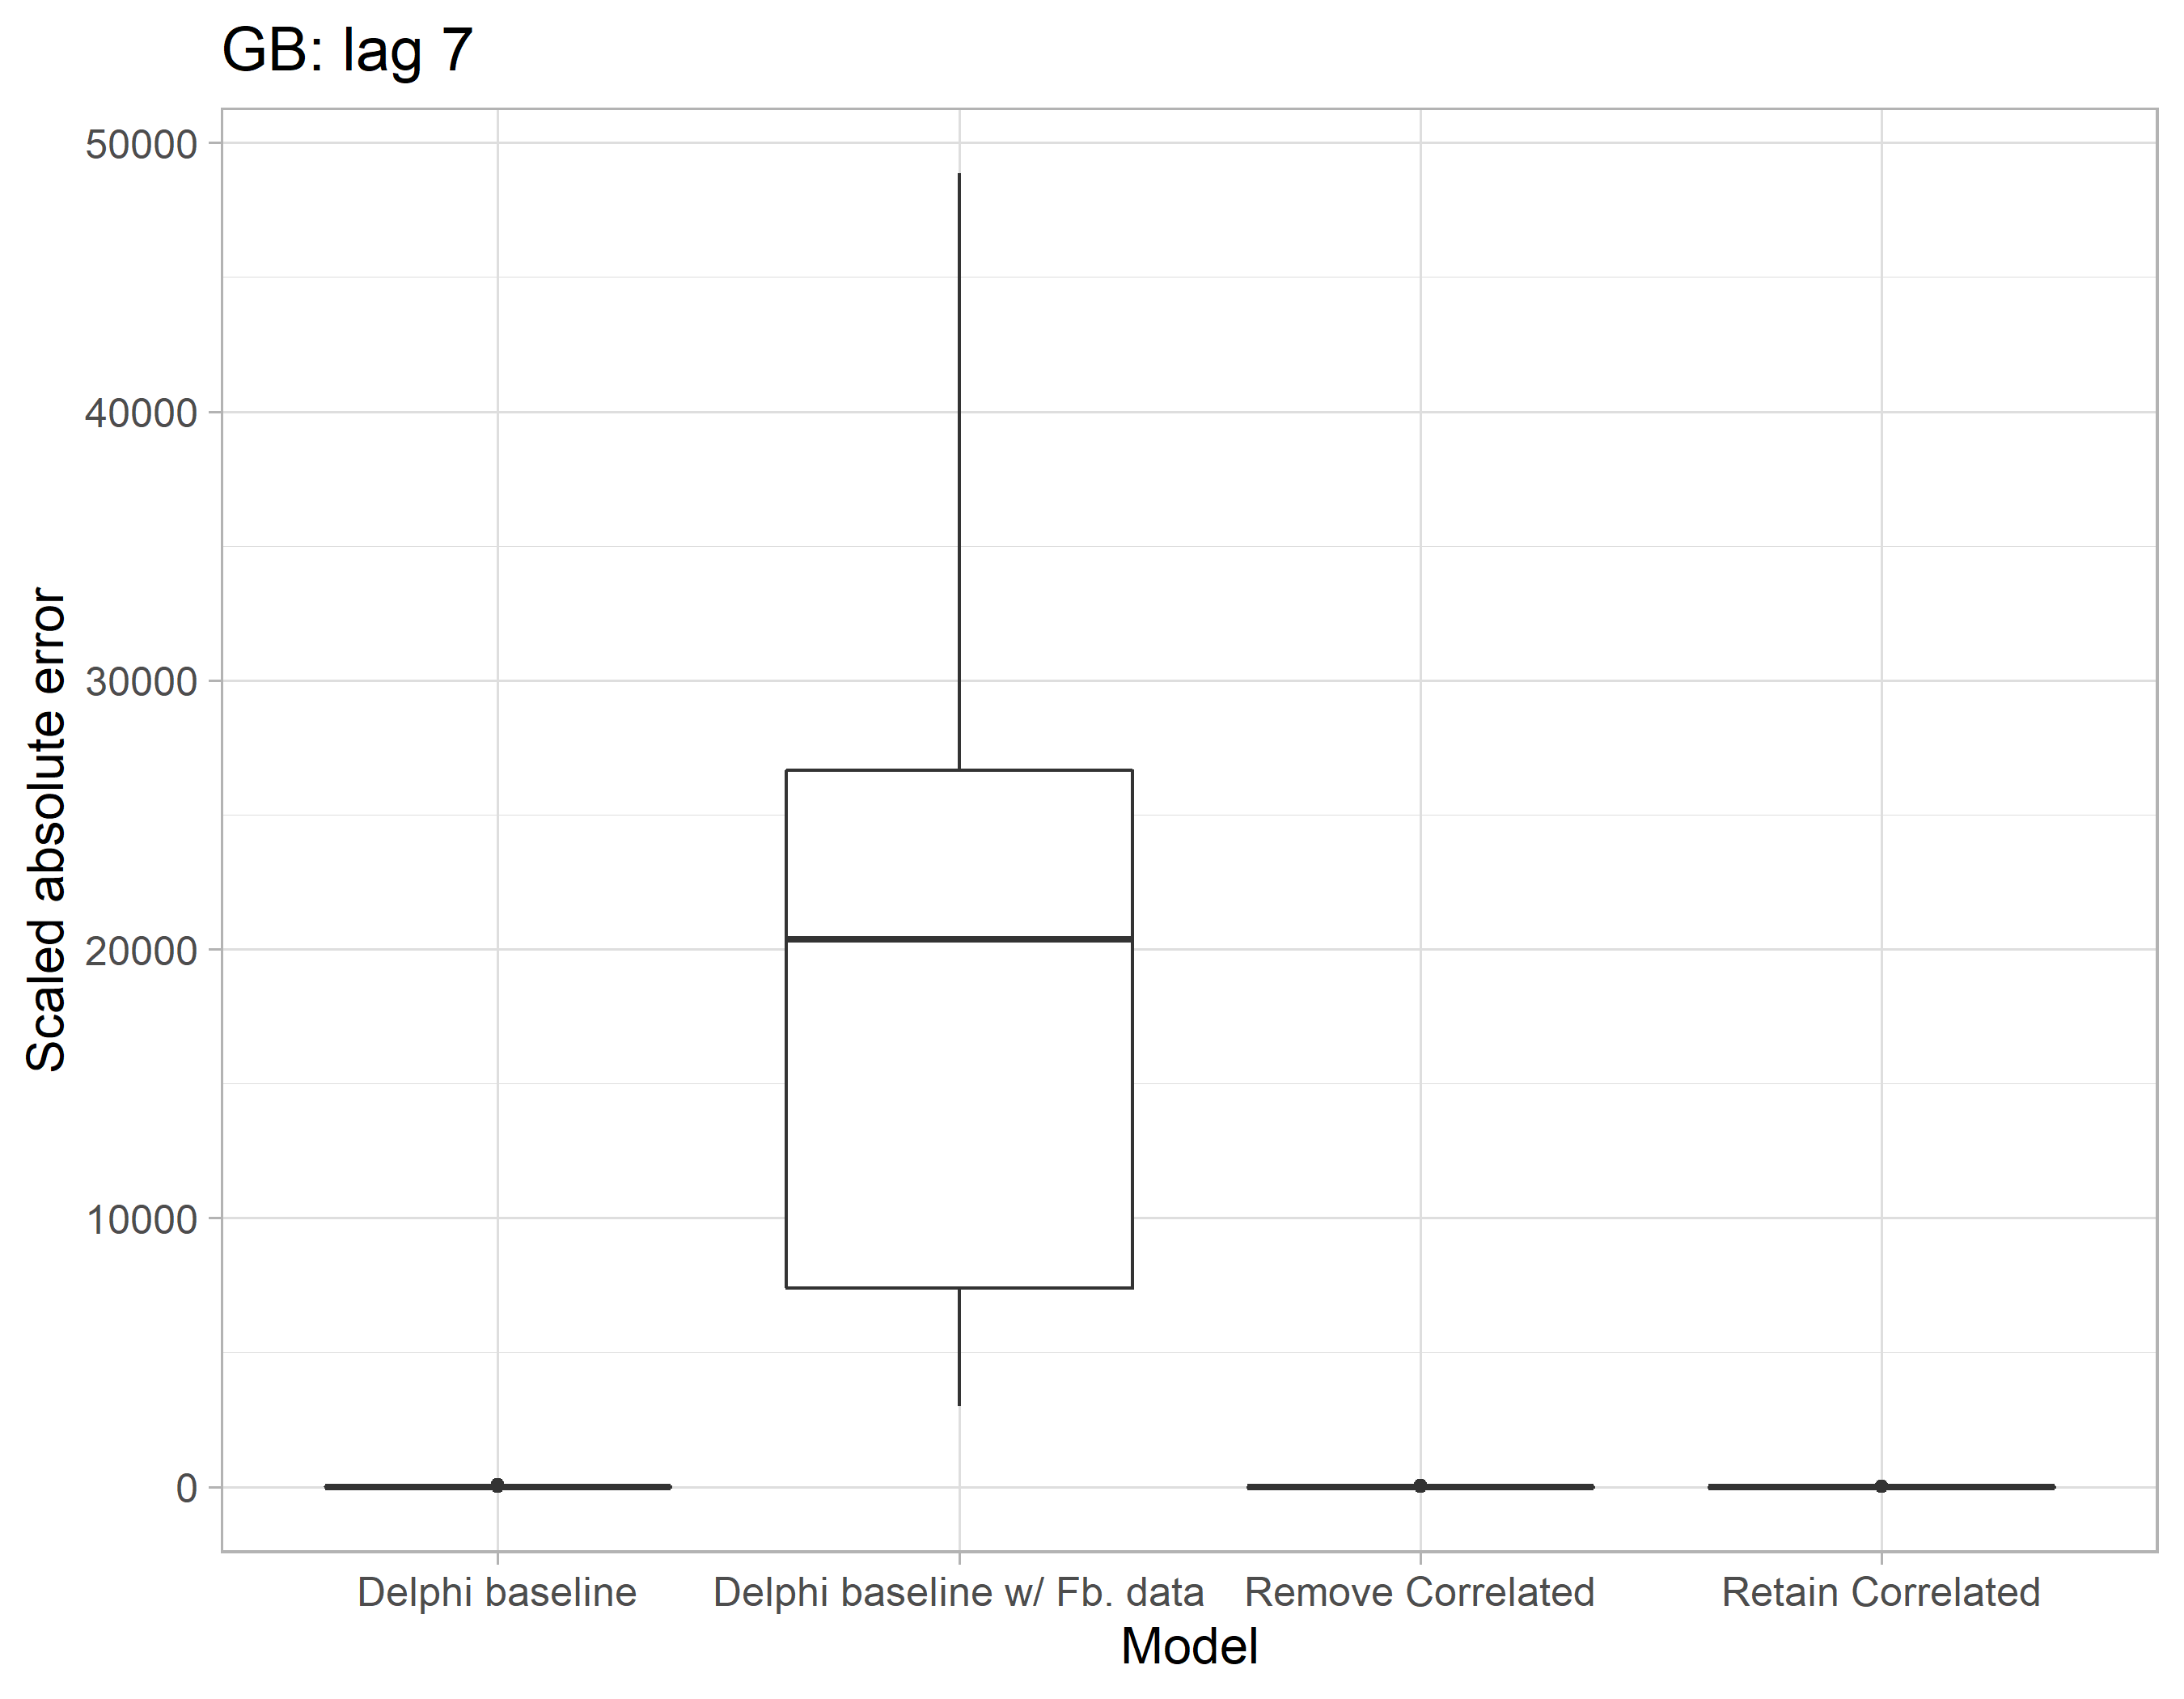 GB: lag 7
Scaled absolute error
50000
40000
30000
20000
10000
0
Delphi baseline
Delphi baseline w/ Fb. data
Remove Correlated
Retain Correlated
Model